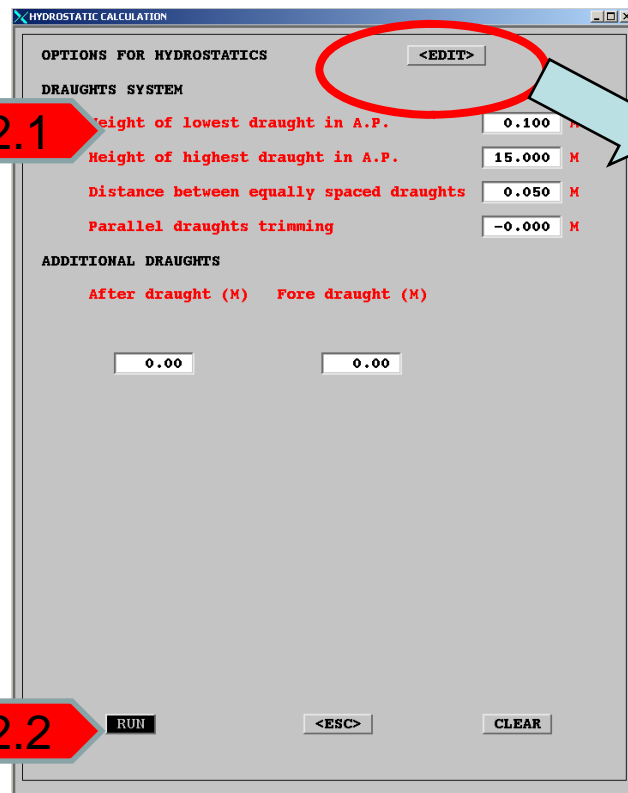 HYDROSTATIC CALCULATION
OPTIONS FOR HYDROSTATICS <EDIT>
DRAUGHTS SYSTEM
2.1 Height of lowest draught in A.P. 0.100 M
Height of highest draught in A.P. 15.000 M
Distance between equally spaced draughts 0.050 M
Parallel draughts trimming -0.000 M
ADDITIONAL DRAUGHTS
After draught (M) Fore draught (M)
0.00 0.00
2.2 RUN <ESC> CLEAR